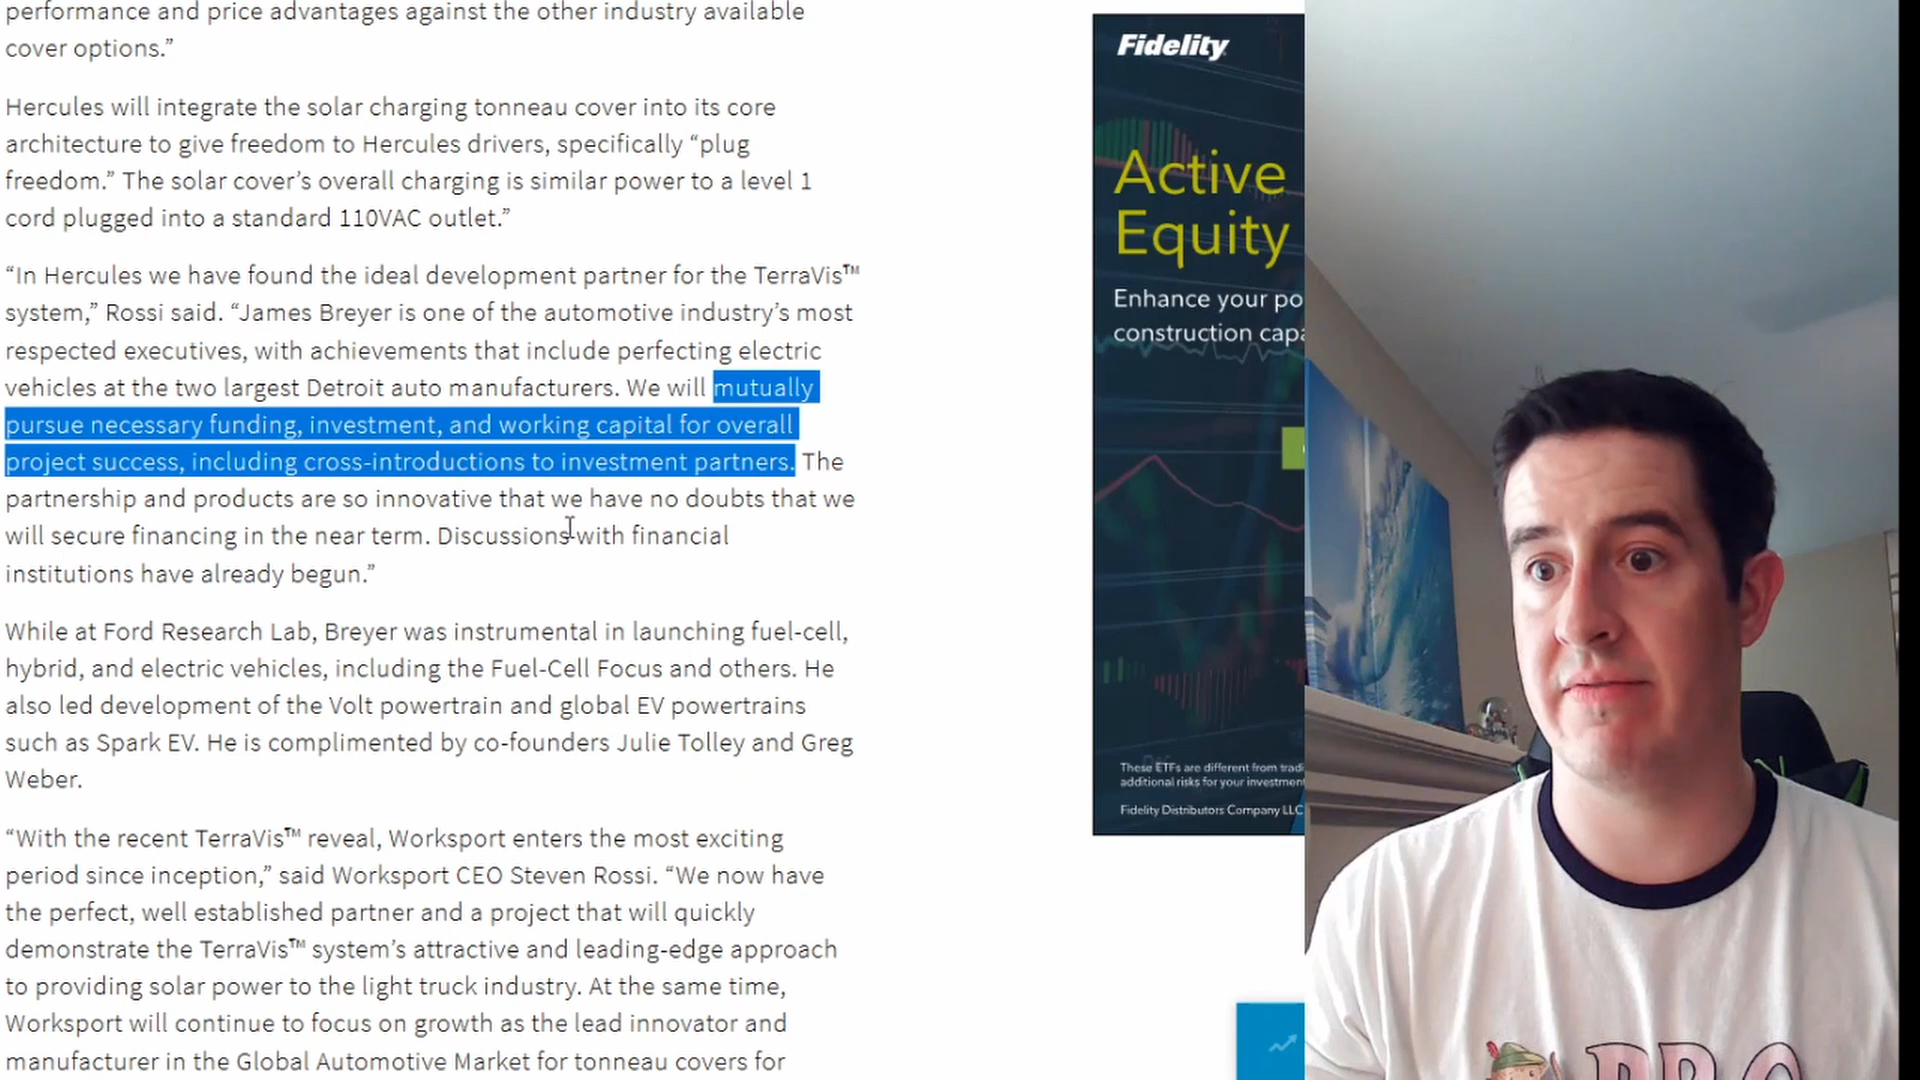 performance and price advantages against the other industry available
cover options.”
Hercules will integrate the solar charging tonneau cover into its core
architecture to give freedom to Hercules drivers, specifically “plug
freedom.” The solar cover’s overall charging is similar power to a level 1
cord plugged into a standard 110VAC outlet.”
“In Hercules we have found the ideal development partner for the TerraVis™
system,” Rossi said. “James Breyer is one of the automotive industry’s most
respected executives, with achievements that include perfecting electric
vehicles at the two largest Detroit auto manufacturers. We will mutually
pursue necessary funding, investment, and working capital for overall
project success, including cross-introductions to investment partners. The
partnership and products are so innovative that we have no doubts that we
will secure financing in the near term. Discussions with financial
institutions have already begun.”
While at Ford Research Lab, Breyer was instrumental in launching fuel-cell,
hybrid, and electric vehicles, including the Fuel-Cell Focus and others. He
also led development of the Volt powertrain and global EV powertrains
such as Spark EV. He is complimented by co-founders Julie Tolley and Greg
Weber.
“With the recent TerraVis™ reveal, Worksport enters the most exciting
period since inception,” said Worksport CEO Steven Rossi. “We now have
the perfect, well established partner and a project that will quickly
demonstrate the TerraVis™ system’s attractive and leading-edge approach
to providing solar power to the light truck industry. At the same time,
Worksport will continue to focus on growth as the lead innovator and
manufacturer in the Global Automotive Market for tonneau covers for
Fidelity
Active
Equity
Enhance your po
construction capa
These ETFs are different from tradi
additional risks for your investment
Fidelity Distributors Company LLC
PRO